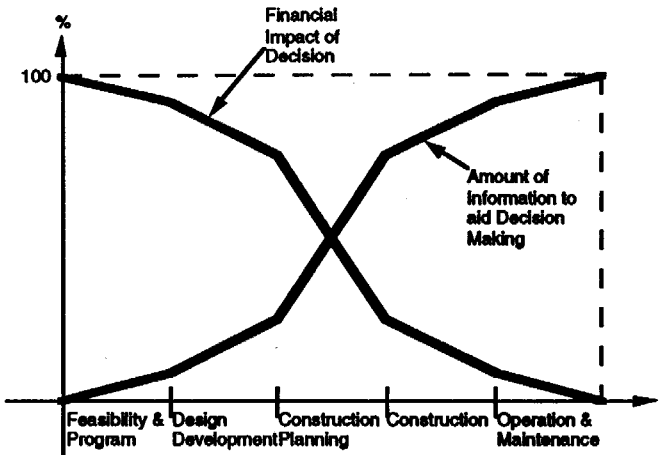 %
Financial
Impact of
Decision
100
Amount of
Information to
aid Decision
Making
Feasibility &
Program
Design
Development
Construction
Planning
Construction
Operation &
Maintenance